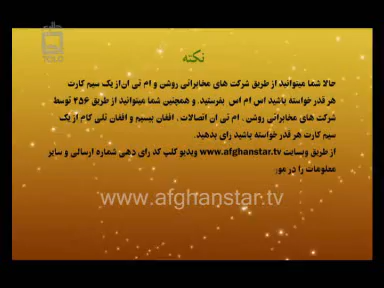 نکته
حالا شما میتوانید از طریق شرکت های مخابراتی روشن و ام تی ان از یک سیم کارت
هر قدر خواسته باشید اس ام اس بفرستید. و همچنین شما میتوانید از طریق ۳۵۶ توسط
شرکت های مخابراتی روشن ، ام تی ان اتصالات ، افغان بیسیم و افغان تلی کام از یک
سیم کارت هر قدر خواسته باشید رای بدهید.
از طریق وبسایت www.afghanstar.tv ویدیو کلپ کد رای دهی شماره ارسالی و سایر
معلومات را در مور
www.afghanstar.tv